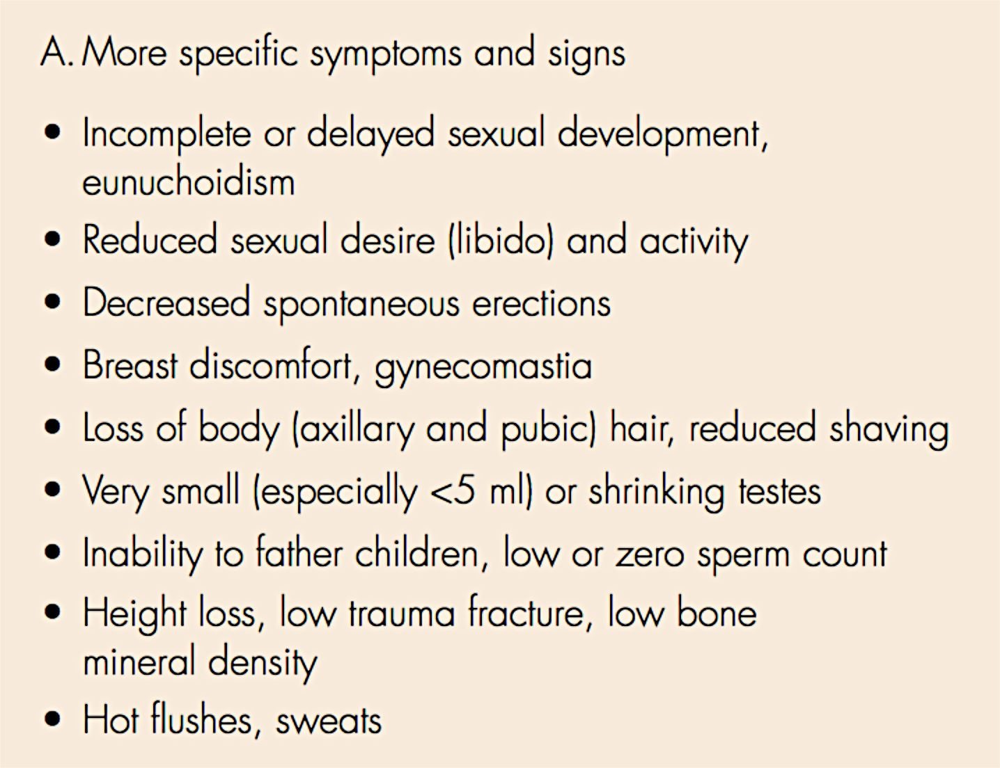 A. More specific symptoms and signs
• Incomplete or delayed sexual development,
eunuchoidism
• Reduced sexual desire (libido) and activity
• Decreased spontaneous erections
• Breast discomfort, gynecomastia
• Loss of body (axillary and pubic) hair, reduced shaving
• Very small (especially <5 ml) or shrinking testes
• Inability to father children, low or zero sperm count
• Height loss, low trauma fracture, low bone
mineral density
• Hot flushes, sweats